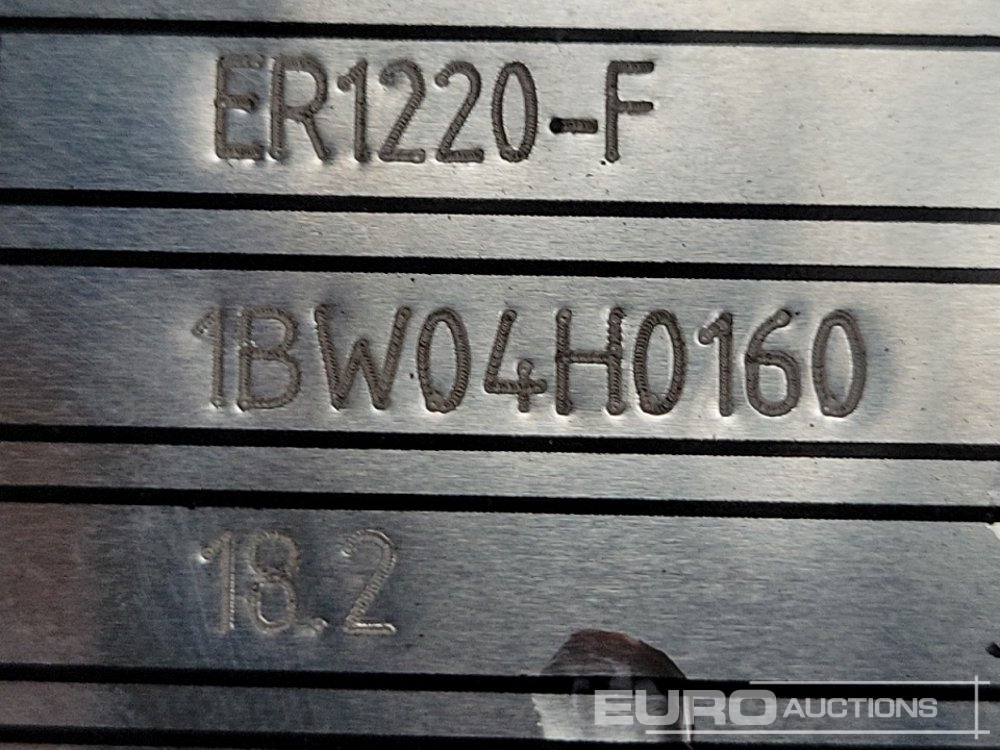 ER1220-F
1BW04H0160
18.2
EURO AUCTIONS